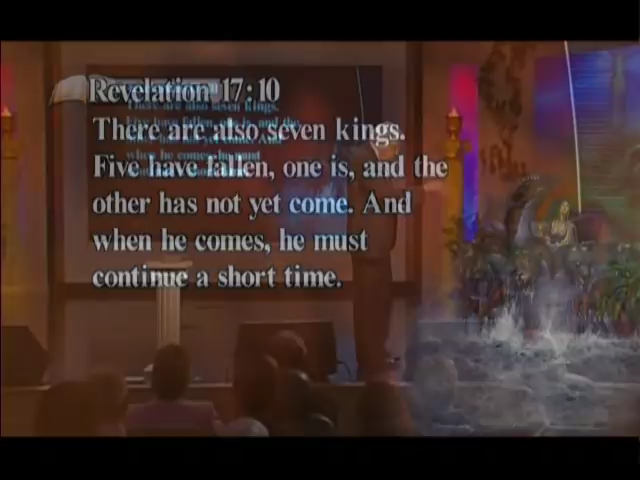 Revelation 17:10
There are also seven kings.
Five have fallen, one is, and the
other has not yet come. And
when he comes, he must
continue a short time.